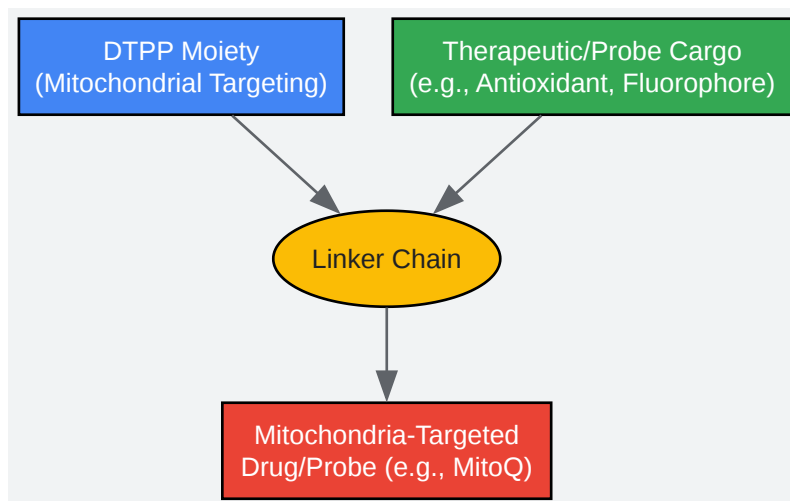 DTPP Moiety
(Mitochondrial Targeting)
Therapeutic/Probe Cargo
(e.g., Antioxidant, Fluorophore)
Linker Chain
Mitochondria-Targeted
Drug/Probe (e.g., MitoQ)